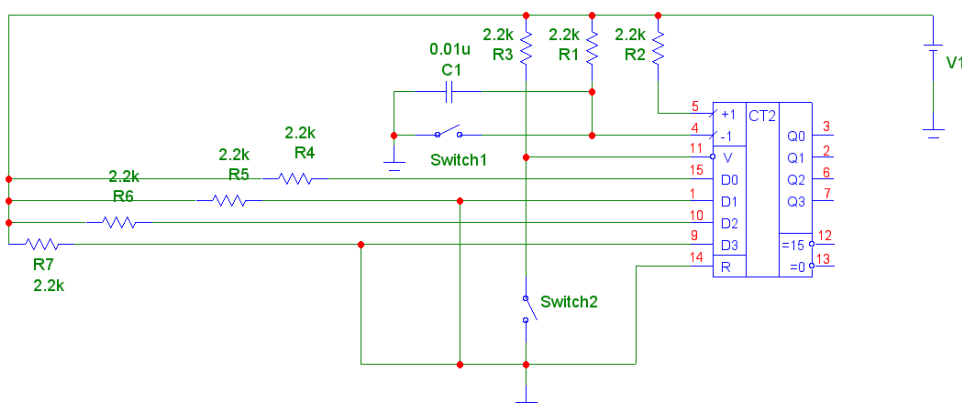 2.2k
R3
2.2k
R1
2.2k
R2
0.01u
C1
V1
Switch1
2.2k
R4
2.2k
R5
2.2k
R6
R7
2.2k
Switch2
5 +1 CT2
4 -1 Q0 3
11 V Q1 2
15 D0 Q2 6
1 D1 Q3 7
10 D2
9 D3 =15 12
14 R =0 13